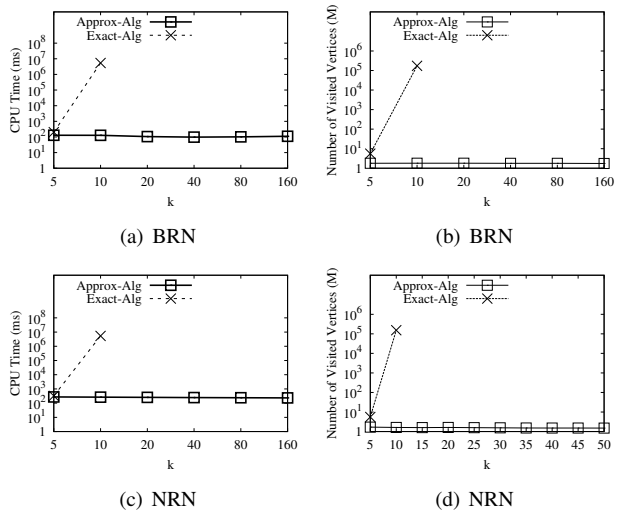 Approx-Alg
Exact-Alg
CPU Time (ms)
10^8
10^7
10^6
10^5
10^4
10^3
10^2
10^1
1
5 10 20 40 80 160
k
(a) BRN
Approx-Alg
Exact-Alg
Number of Visited Vertices (M)
10^6
10^5
10^4
10^3
10^2
10^1
1
5 10 20 40 80 160
k
(b) BRN
Approx-Alg
Exact-Alg
CPU Time (ms)
10^8
10^7
10^6
10^5
10^4
10^3
10^2
10^1
1
5 10 20 40 80 160
k
(c) NRN
Approx-Alg
Exact-Alg
Number of Visited Vertices (M)
10^6
10^5
10^4
10^3
10^2
10^1
1
5 10 15 20 25 30 35 40 45 50
k
(d) NRN